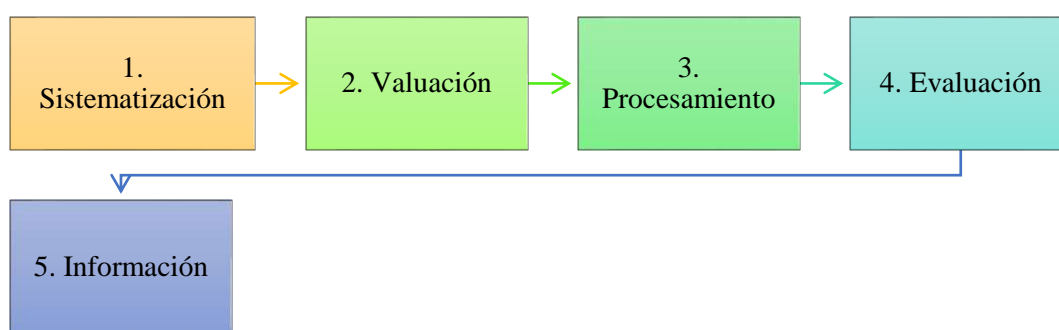 1.
Sistematización
2. Valuación
3.
Procesamiento
4. Evaluación
5. Información